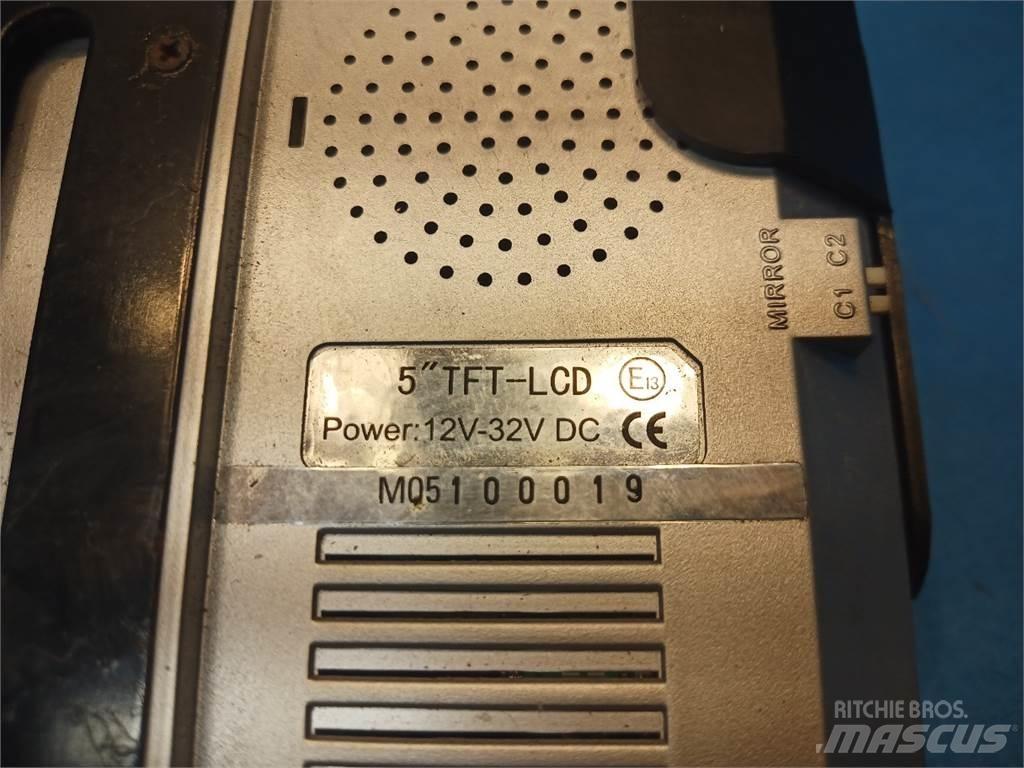 MIRROR
C1 C2
5"TFT-LCD E13
Power:12V-32V DC CE
M05100019
RITCHIE BROS.
MASCUS